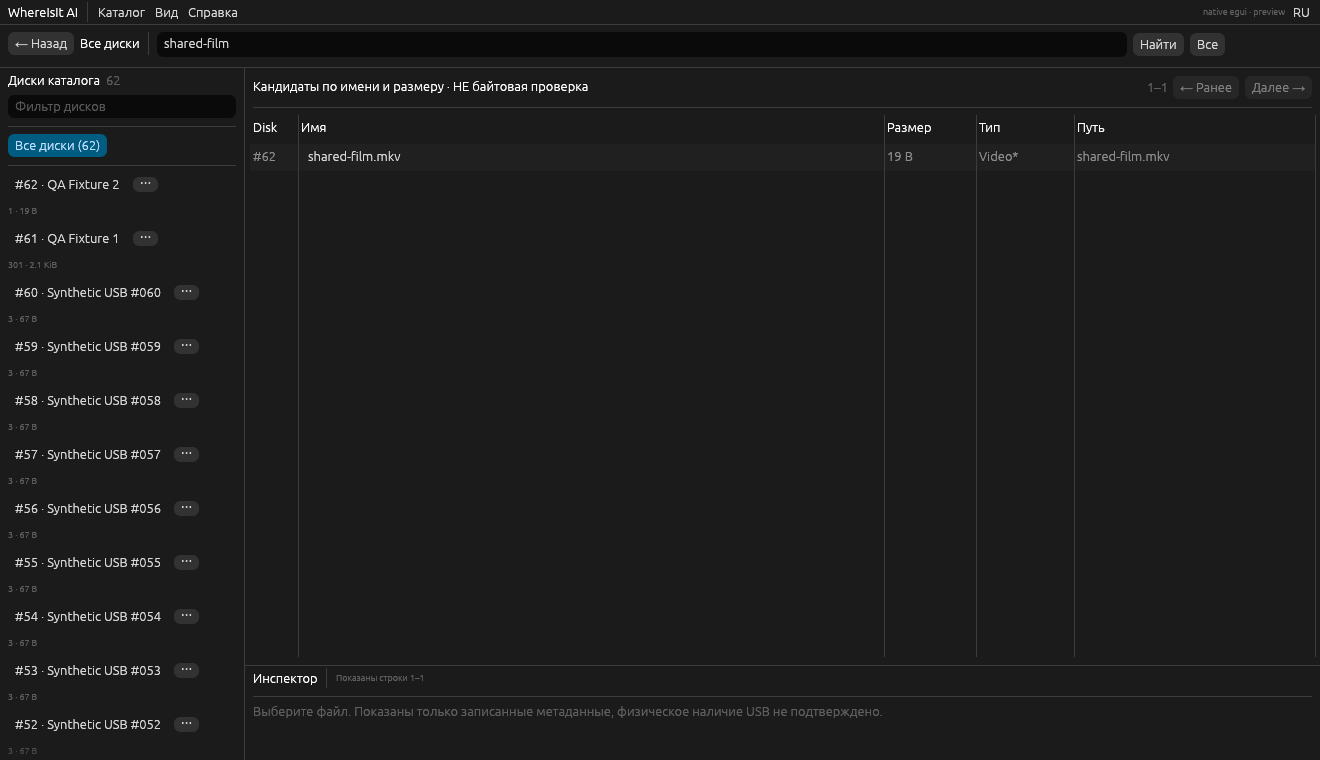 WhereIsIt AI Каталог Вид Справка native egui · preview RU
← Назад Все диски shared-film Найти Все
Диски каталога 62
Фильтр дисков
Все диски (62)
#62 · QA Fixture 2 ···
1 · 19 B
#61 · QA Fixture 1 ···
301 · 2.1 KiB
#60 · Synthetic USB #060 ···
3 · 67 B
#59 · Synthetic USB #059 ···
3 · 67 B
#58 · Synthetic USB #058 ···
3 · 67 B
#57 · Synthetic USB #057 ···
3 · 67 B
#56 · Synthetic USB #056 ···
3 · 67 B
#55 · Synthetic USB #055 ···
3 · 67 B
#54 · Synthetic USB #054 ···
3 · 67 B
#53 · Synthetic USB #053 ···
3 · 67 B
#52 · Synthetic USB #052 ···
3 · 67 B
Кандидаты по имени и размеру · НЕ байтовая проверка 1–1 ← Ранее Далее →
Disk Имя Размер Тип Путь
#62 shared-film.mkv 19 B Video* shared-film.mkv
Инспектор Показаны строки 1–1
Выберите файл. Показаны только записанные метаданные, физическое наличие USB не подтверждено.